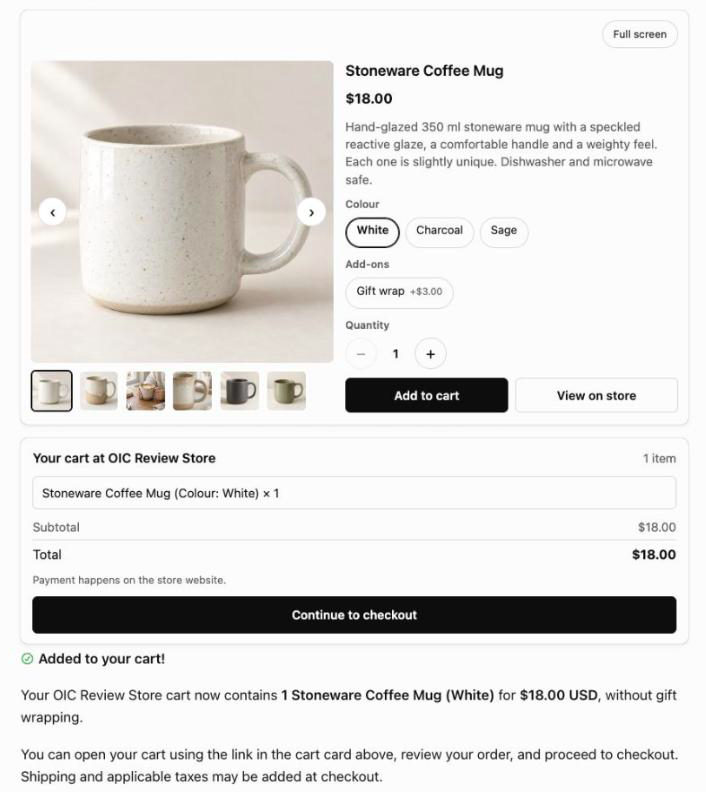 Full screen
Stoneware Coffee Mug
$18.00
Hand-glazed 350 ml stoneware mug with a speckled
reactive glaze, a comfortable handle and a weighty feel.
Each one is slightly unique. Dishwasher and microwave
safe.
Colour
White Charcoal Sage
Add-ons
Gift wrap +$3.00
Quantity
− 1 +
Add to cart View on store
Your cart at OIC Review Store 1 item
Stoneware Coffee Mug (Colour: White) × 1
Subtotal $18.00
Total $18.00
Payment happens on the store website.
Continue to checkout
Added to your cart!
Your OIC Review Store cart now contains 1 Stoneware Coffee Mug (White) for $18.00 USD, without gift
wrapping.
You can open your cart using the link in the cart card above, review your order, and proceed to checkout.
Shipping and applicable taxes may be added at checkout.